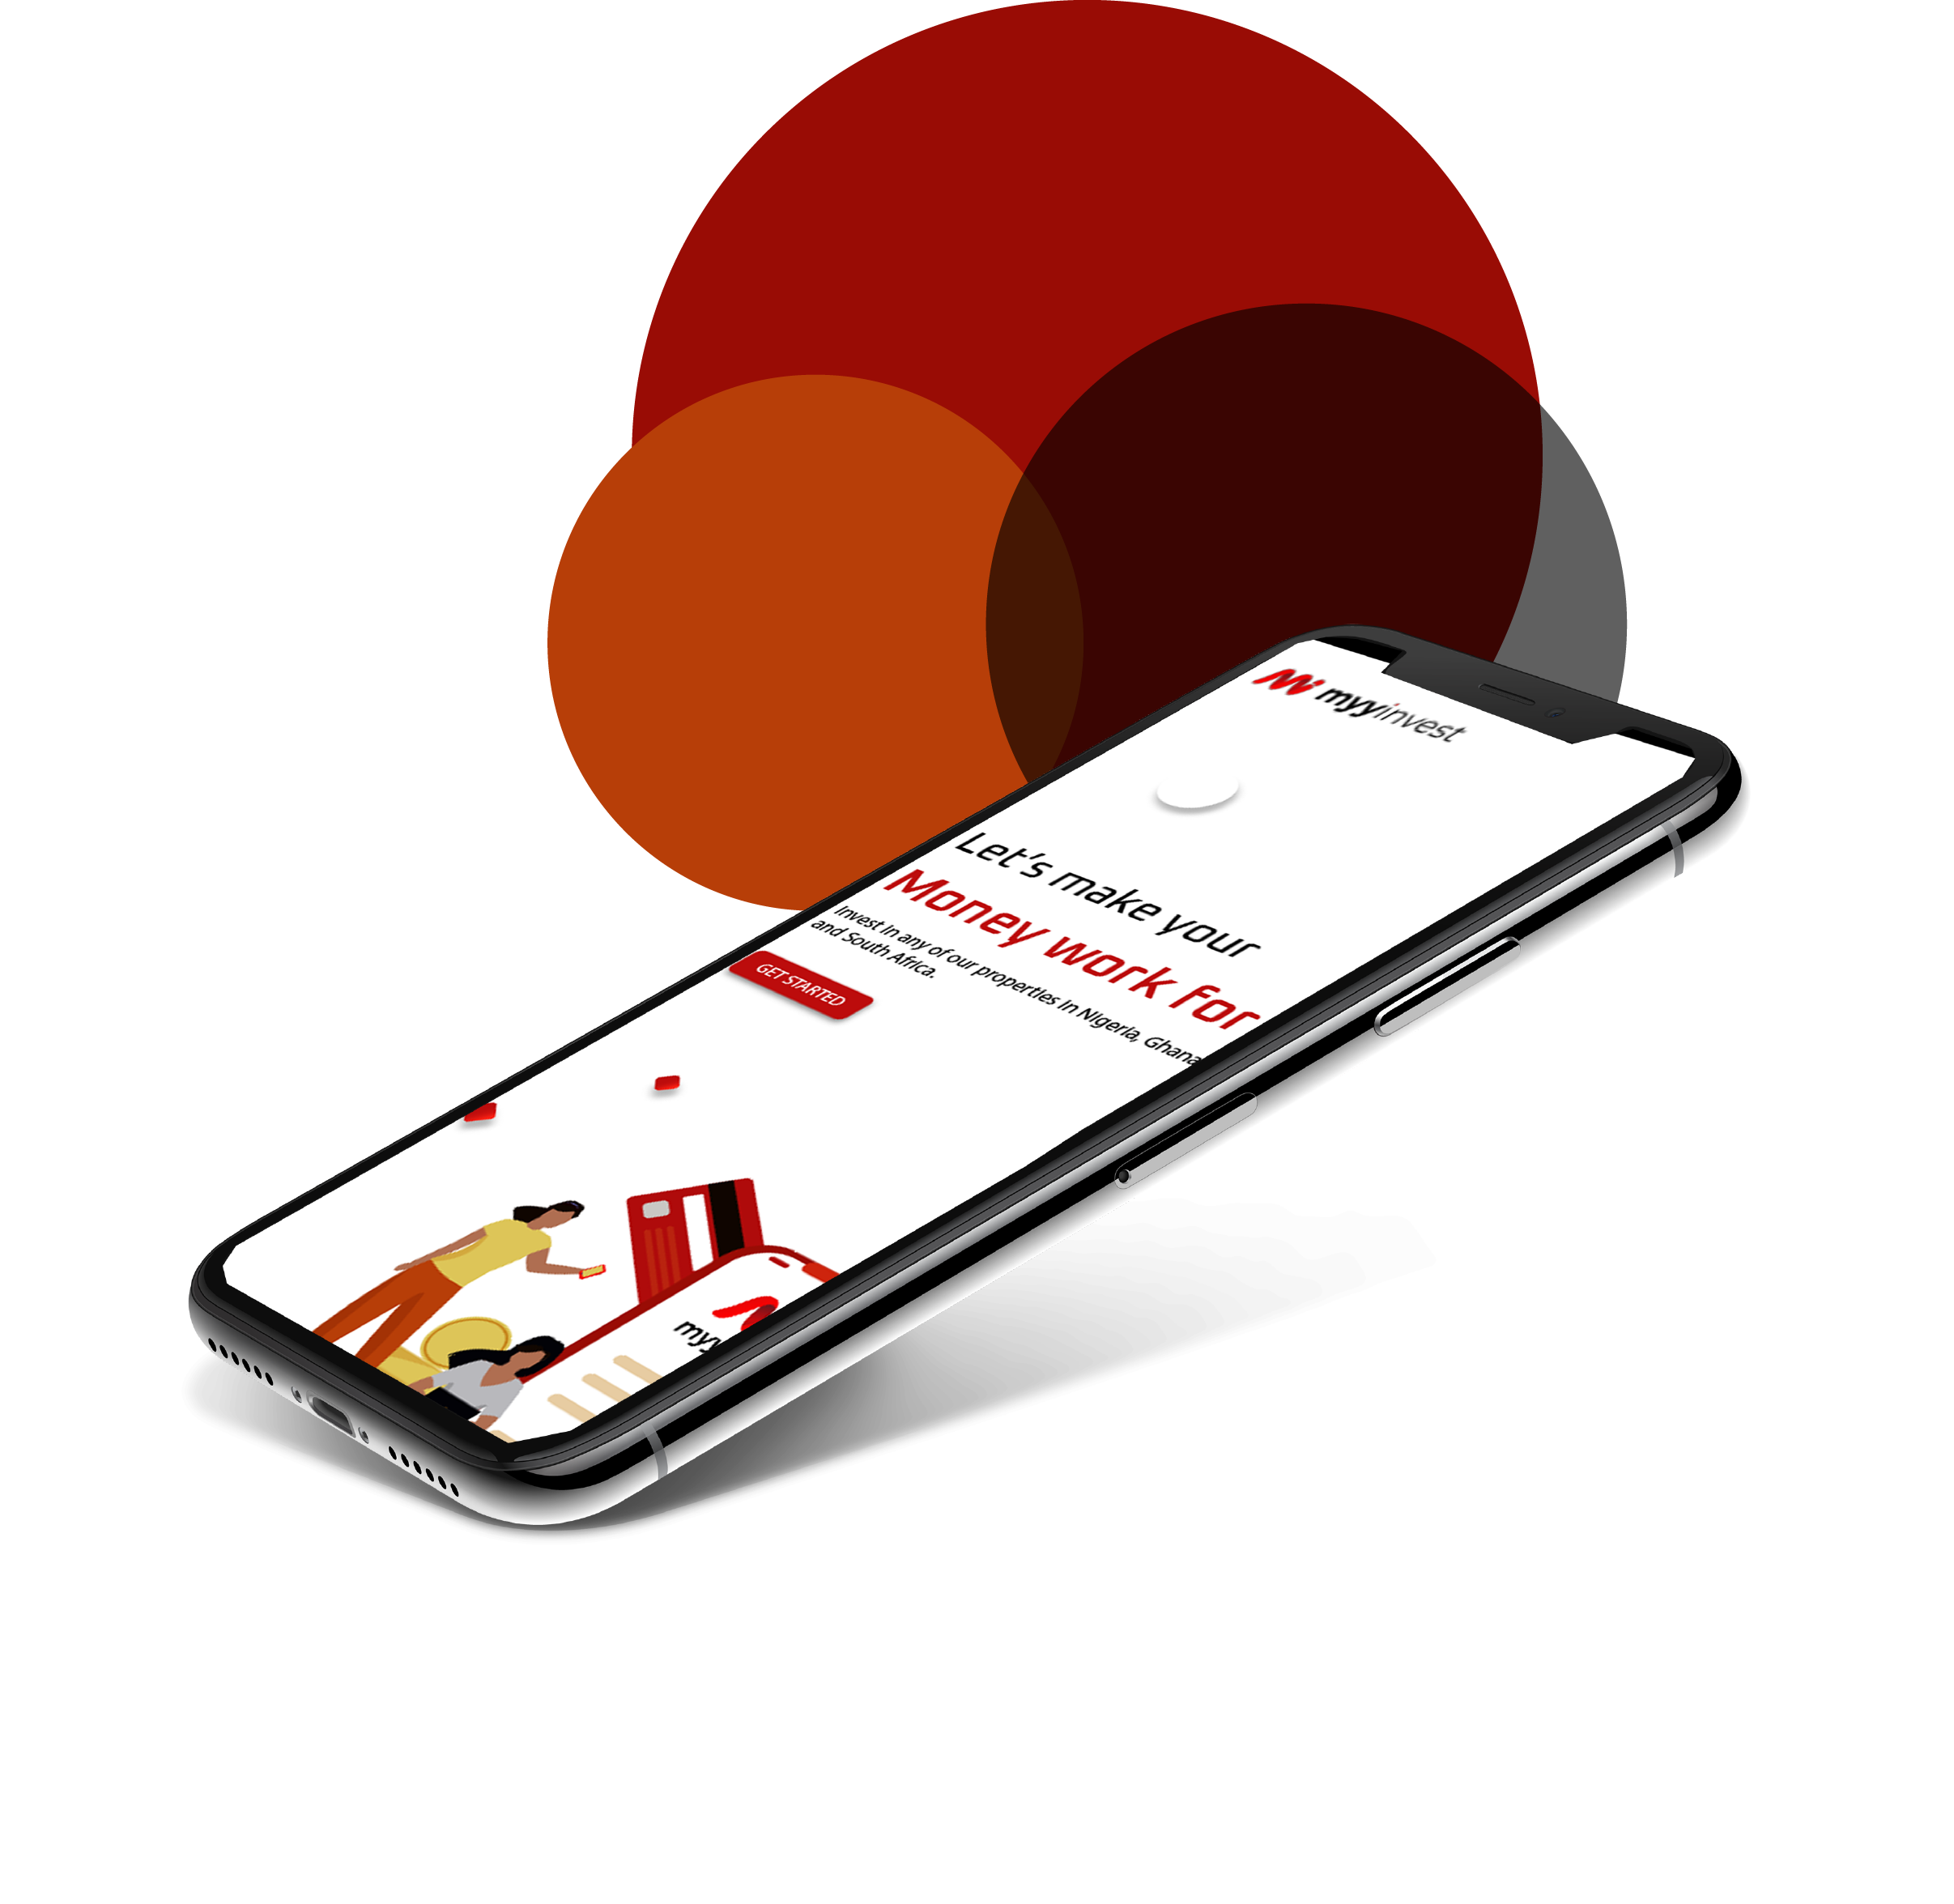 myyinvest
Let's make your
Money work for
Invest in any of our properties in Nigeria, Ghana
and South Africa.
GET STARTED
myy